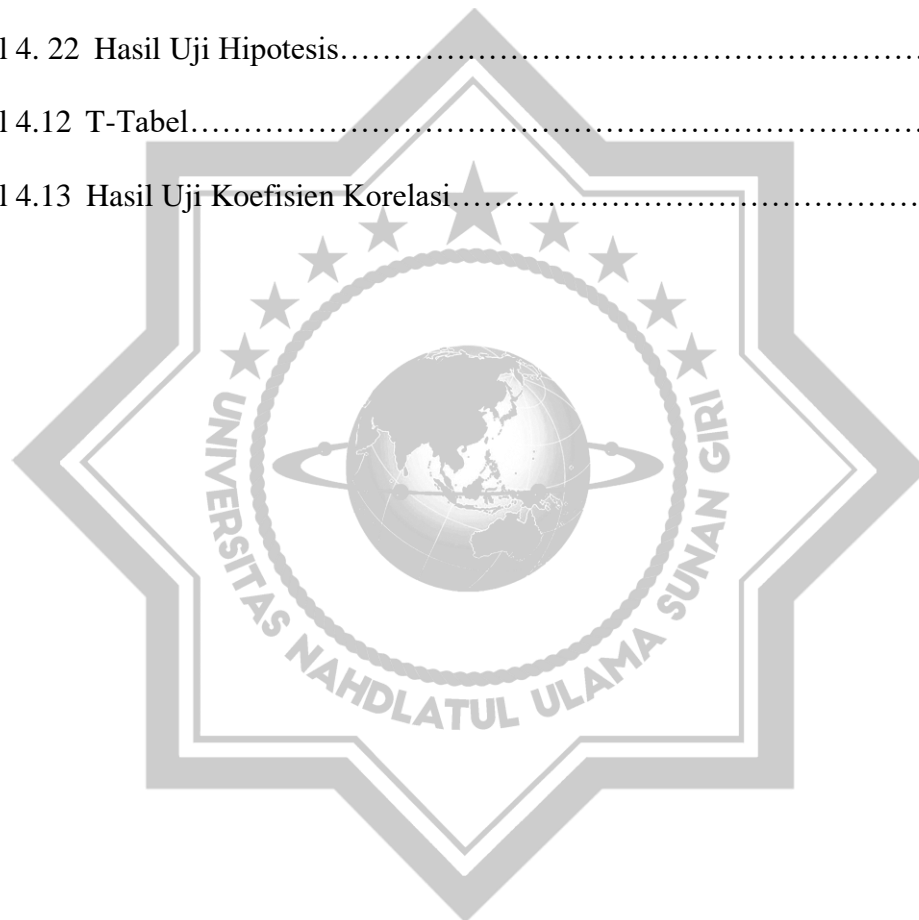 l 4. 22 Hasil Uji Hipotesis……………………………………………………
l 4.12 T-Tabel……………………………………………………………………
l 4.13 Hasil Uji Koefisien Korelasi……………………………………………
UNIVERSITAS NAHDLATUL ULAMA SUNAN GIRI